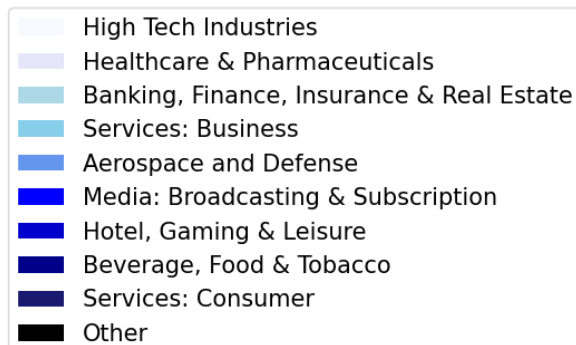 High Tech Industries
Healthcare & Pharmaceuticals
Banking, Finance, Insurance & Real Estate
Services: Business
Aerospace and Defense
Media: Broadcasting & Subscription
Hotel, Gaming & Leisure
Beverage, Food & Tobacco
Services: Consumer
Other